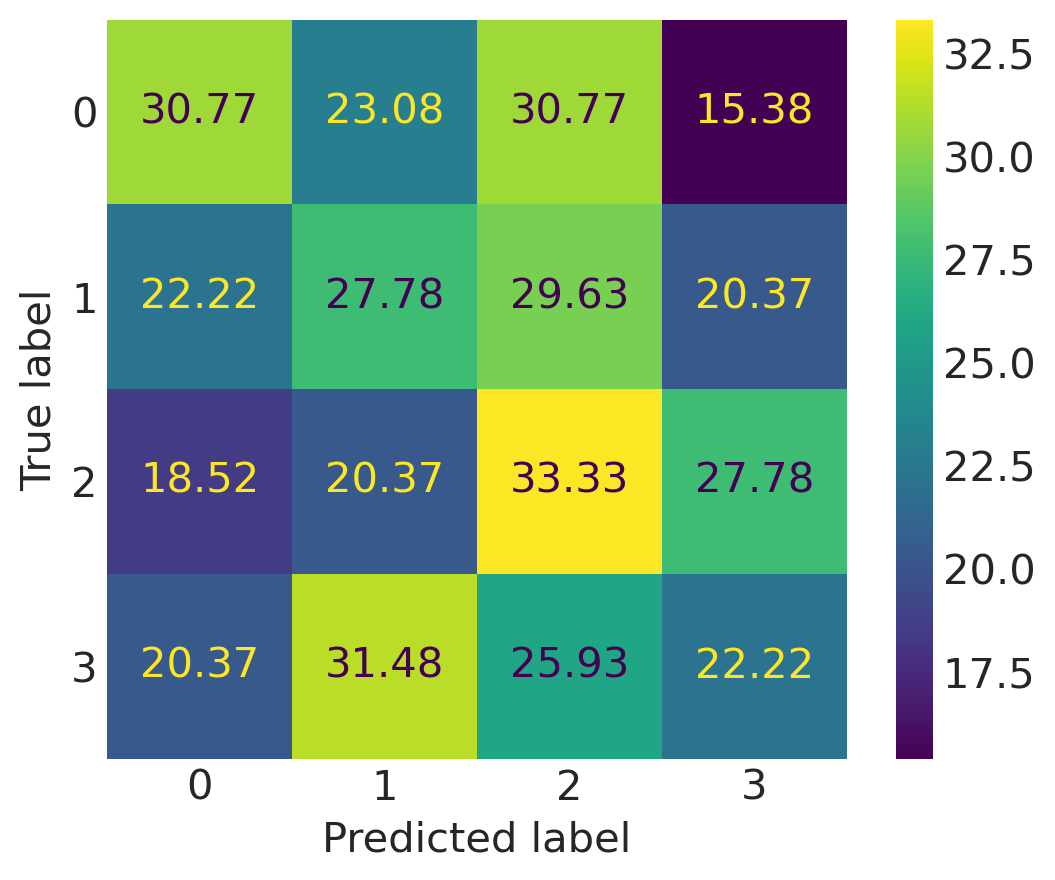 0 30.77 23.08 30.77 15.38
1 22.22 27.78 29.63 20.37
2 18.52 20.37 33.33 27.78
3 20.37 31.48 25.93 22.22
0 1 2 3
Predicted label
True label
32.5
30.0
27.5
25.0
22.5
20.0
17.5